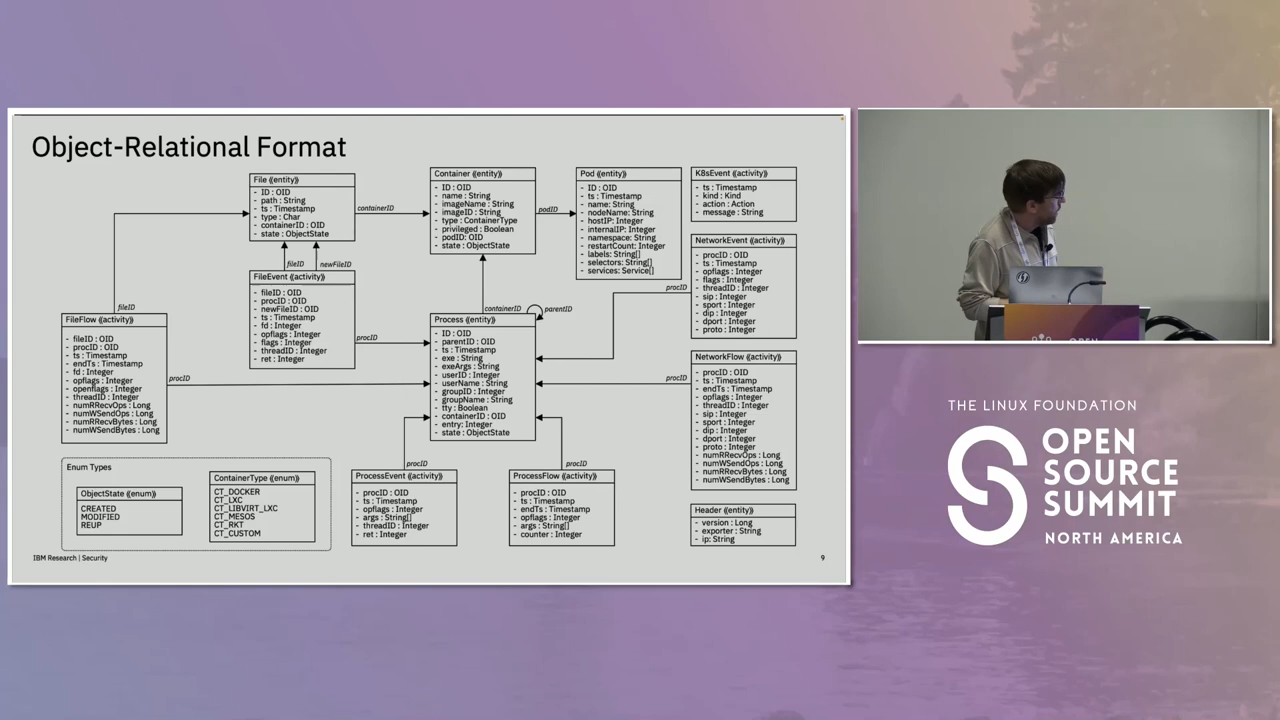 Object-Relational Format
File ⟪entity⟫
- ID : OID
- path : String
- ts : Timestamp
- type : Char
- containerID : OID
- state : ObjectState
containerID
Container ⟪entity⟫
- ID : OID
- name : String
- imageName : String
- imageID : String
- type : ContainerType
- privileged : Boolean
- podID: OID
- state : ObjectState
podID
Pod ⟪entity⟫
- ID : OID
- ts : Timestamp
- name: String
- nodeName: String
- hostIP: Integer
- internalIP: Integer
- namespace: String
- restartCount: Integer
- labels: String[]
- selectors: String[]
- services: Service[]
K8sEvent ⟪activity⟫
- ts : Timestamp
- kind : Kind
- action : Action
- message : String
NetworkEvent ⟪activity⟫
- procID : OID
- ts : Timestamp
- opflags : Integer
- flags : Integer
- threadID : Integer
- sip : Integer
- sport : Integer
- dip : Integer
- dport : Integer
- proto : Integer
procID
fileID
newFileID
FileEvent ⟪activity⟫
- fileID : OID
- procID : OID
- newFileID : OID
- ts : Timestamp
- fd : Integer
- opflags : Integer
- flags : Integer
- threadID : Integer
- ret : Integer
procID
fileID
FileFlow ⟪activity⟫
- fileID : OID
- procID : OID
- ts : Timestamp
- endTs : Timestamp
- fd : Integer
- opflags : Integer
- openflags : Integer
- threadID : Integer
- numRRecvOps : Long
- numWSendOps : Long
- numRRecvBytes : Long
- numWSendBytes : Long
procID
containerID
parentID
Process ⟪entity⟫
- ID : OID
- parentID : OID
- ts : Timestamp
- exe : String
- exeArgs : String
- userID : Integer
- userName : String
- groupID : Integer
- groupName : String
- tty : Boolean
- containerID : OID
- entry: Integer
- state : ObjectState
NetworkFlow ⟪activity⟫
- procID : OID
- ts : Timestamp
- endTs : Timestamp
- opflags : Integer
- threadID : Integer
- sip : Integer
- sport : Integer
- dip : Integer
- dport : Integer
- proto : Integer
- numRRecvOps : Long
- numWSendOps : Long
- numRRecvBytes : Long
- numWSendBytes : Long
procID
Enum Types
ObjectState ⟪enum⟫
CREATED
MODIFIED
REUP
ContainerType ⟪enum⟫
CT_DOCKER
CT_LXC
CT_LIBVIRT_LXC
CT_MESOS
CT_RKT
CT_CUSTOM
procID
ProcessEvent ⟪activity⟫
- procID : OID
- ts : Timestamp
- opflags : Integer
- args : String[]
- threadID : Integer
- ret : Integer
procID
ProcessFlow ⟪activity⟫
- procID : OID
- ts : Timestamp
- endTs : Timestamp
- opflags : Integer
- args : String[]
- counter : Integer
Header ⟪entity⟫
- version : Long
- exporter : String
- ip: String
IBM Research | Security
9
THE LINUX FOUNDATION
OPEN
SOURCE
SUMMIT
NORTH AMERICA